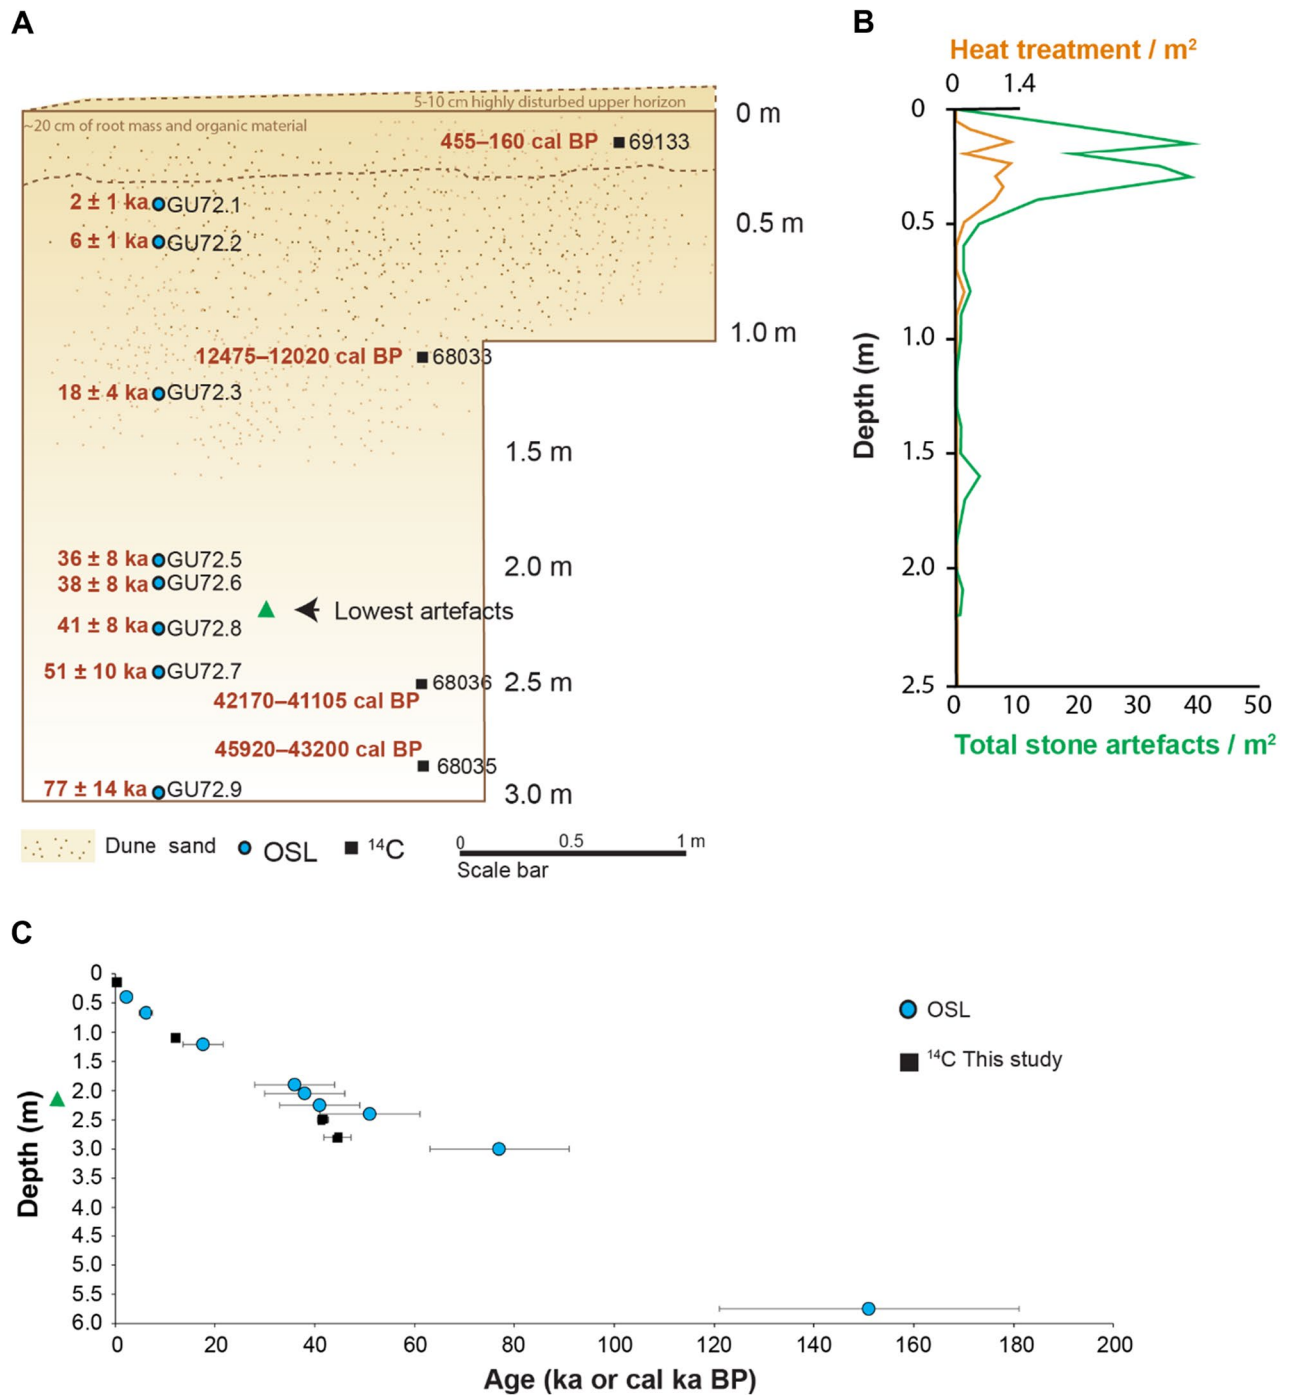 A
5-10 cm highly disturbed upper horizon
0 m
~20 cm of root mass and organic material
455–160 cal BP 69133
2 ± 1 ka GU72.1
0.5 m
6 ± 1 ka GU72.2
1.0 m
12475–12020 cal BP 68033
18 ± 4 ka GU72.3
1.5 m
36 ± 8 ka GU72.5
2.0 m
38 ± 8 ka GU72.6
Lowest artefacts
41 ± 8 ka GU72.8
51 ± 10 ka GU72.7
68036 2.5 m
42170–41105 cal BP
45920–43200 cal BP
68035
77 ± 14 ka GU72.9
3.0 m
Dune sand OSL 14C
0 0.5 1 m
Scale bar
B
Heat treatment / m²
0 1.4
0
0.5
1.0
Depth (m)
1.5
2.0
2.5
0 10 20 30 40 50
Total stone artefacts / m²
C
0
0.5
1.0
1.5
2.0
2.5
3.0
3.5
4.0
4.5
5.0
5.5
6.0
Depth (m)
OSL
14C This study
0 20 40 60 80 100 120 140 160 180 200
Age (ka or cal ka BP)